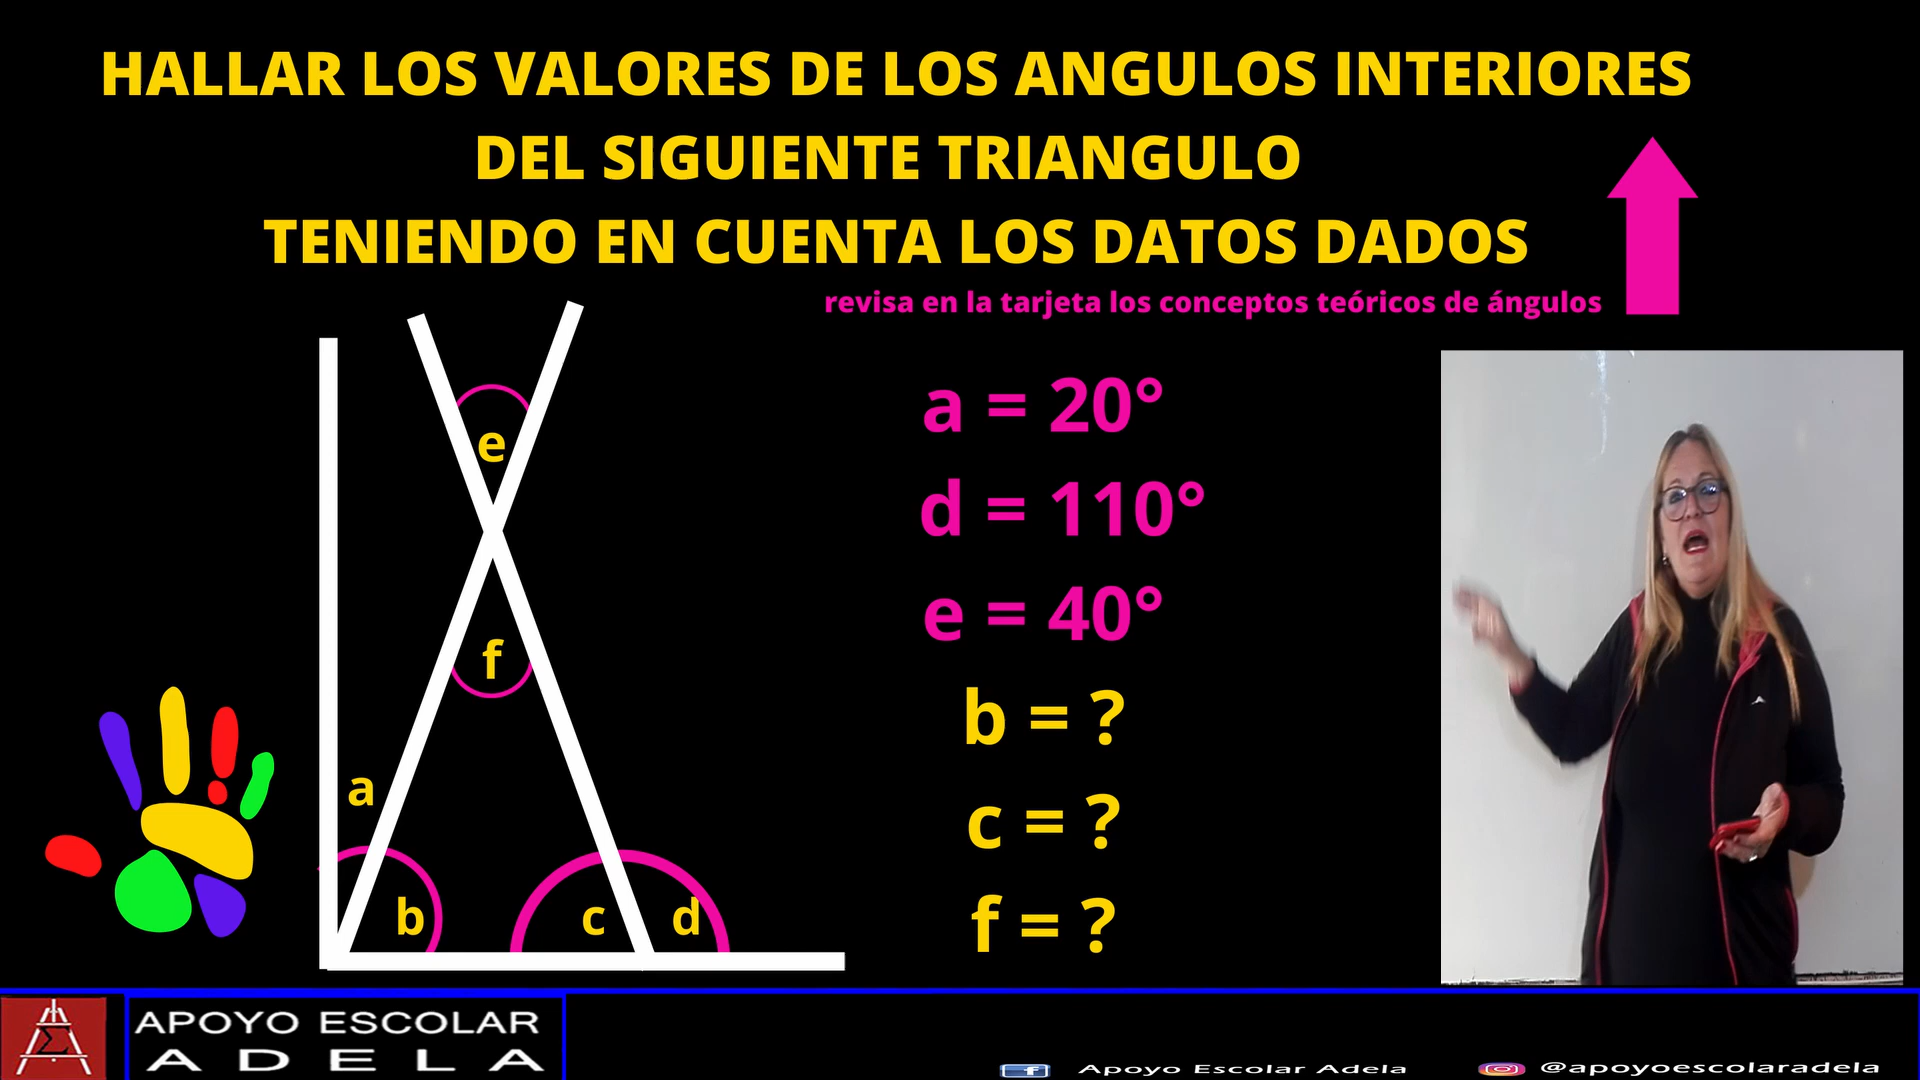 HALLAR LOS VALORES DE LOS ANGULOS INTERIORES
DEL SIGUIENTE TRIANGULO
TENIENDO EN CUENTA LOS DATOS DADOS
revisa en la tarjeta los conceptos teóricos de ángulos
e
f
a
b
c
d
a = 20°
d = 110°
e = 40°
b = ?
c = ?
f = ?
APOYO ESCOLAR
ADELA
Apoyo Escolar Adela
@apoyoescolaradela